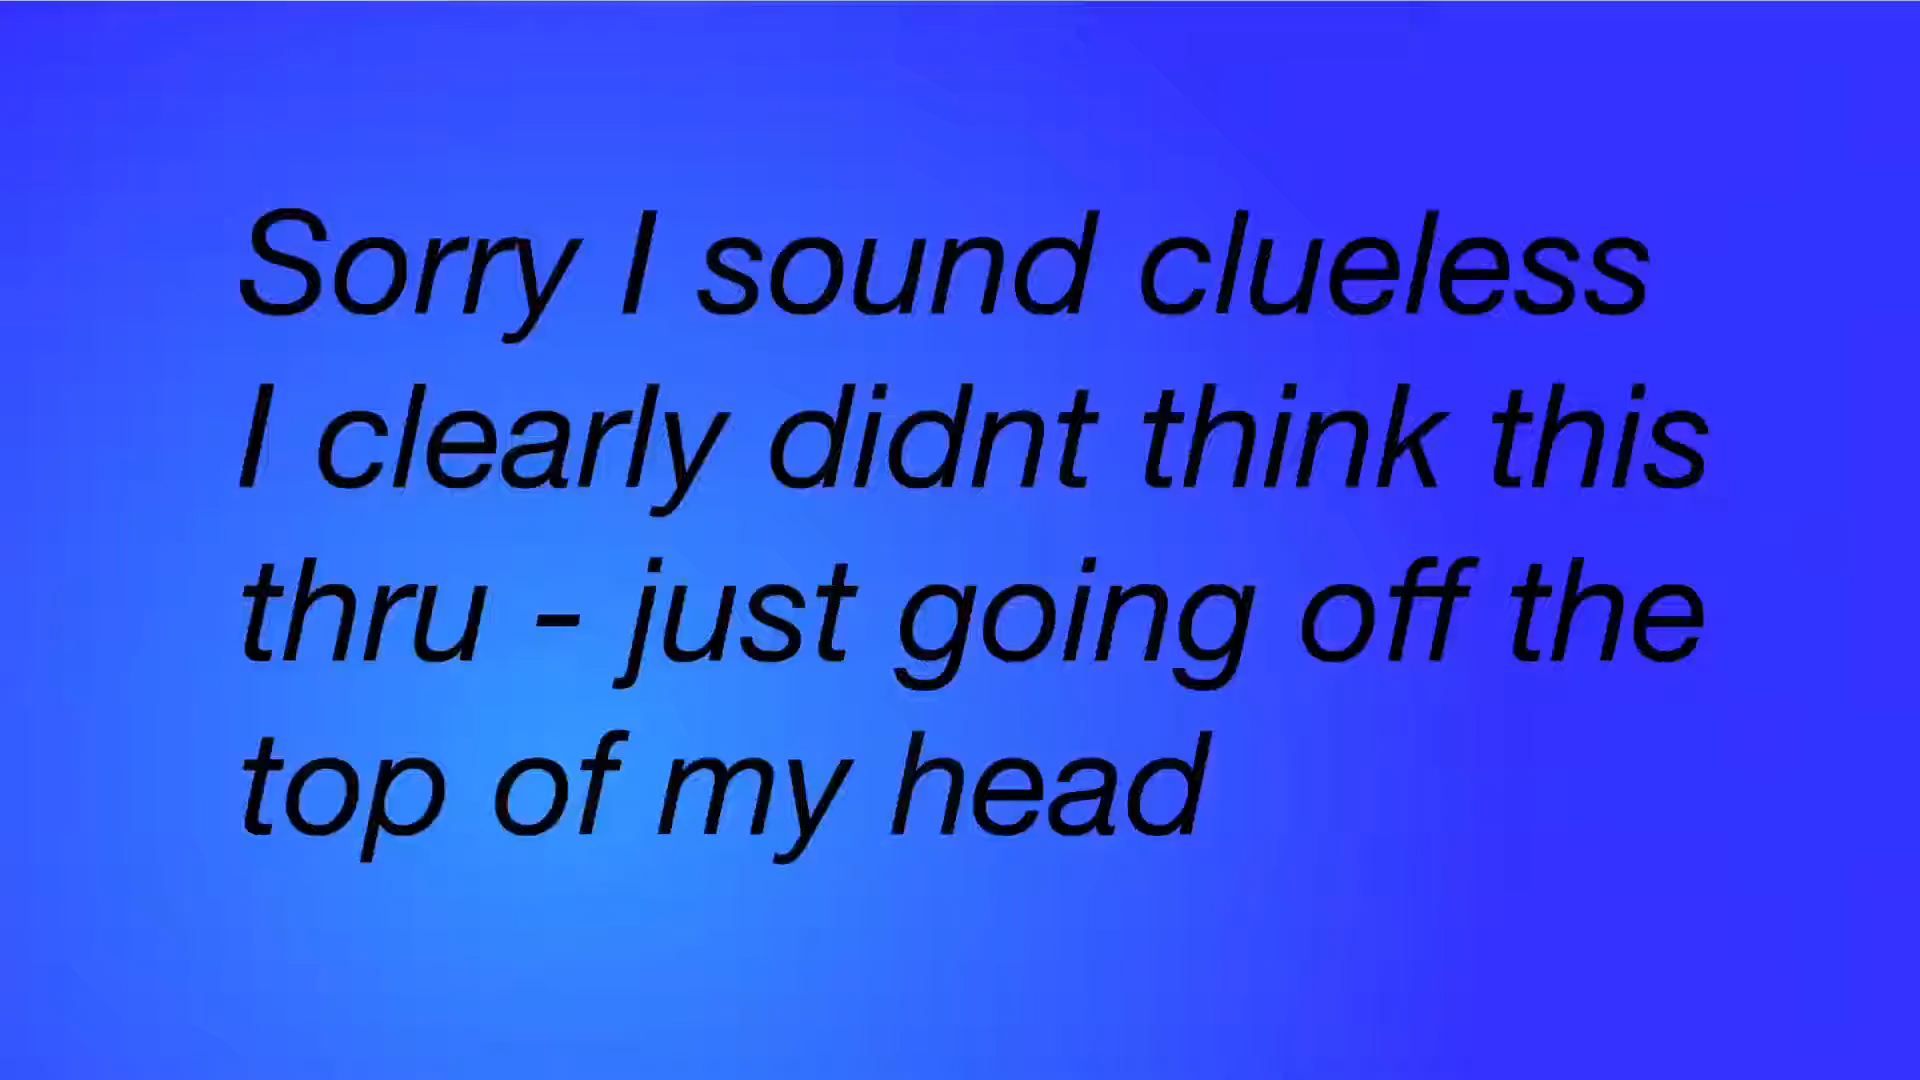 Sorry I sound clueless
I clearly didnt think this
thru - just going off the
top of my head